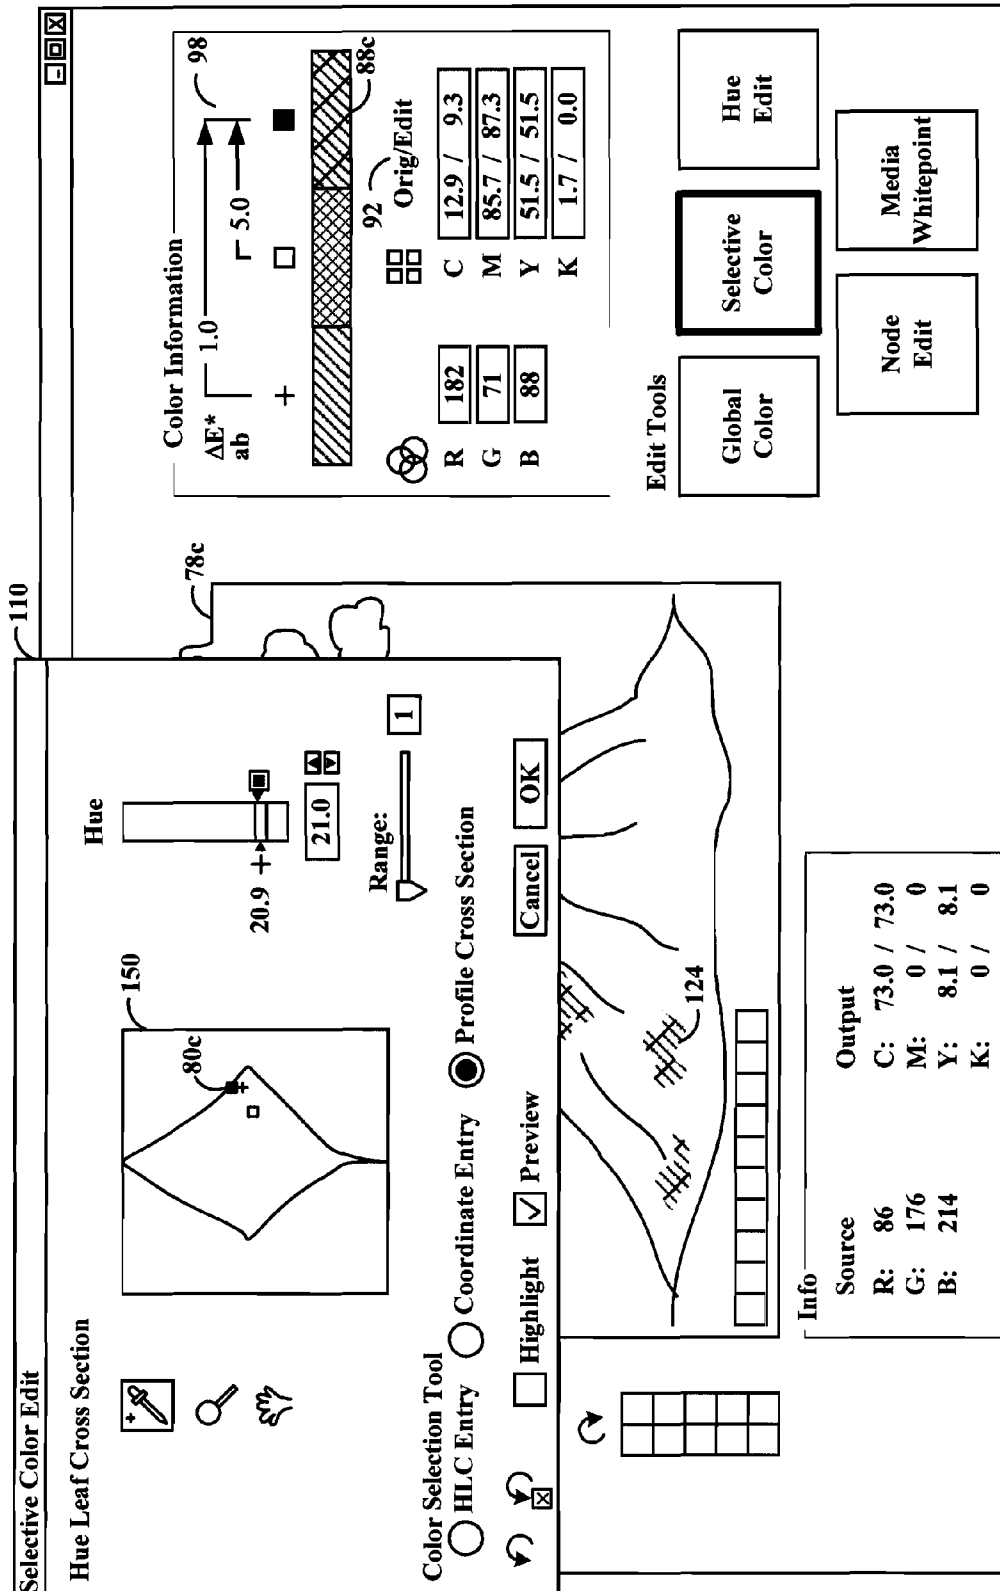 110
Selective Color Edit
Hue Leaf Cross Section
150
80c
Hue
20.9
21.0
Range:
1
Color Selection Tool
HLC Entry
Coordinate Entry
Profile Cross Section
Highlight
Preview
Cancel
OK
78c
124
Color Information
98
ΔE*
ab
1.0
5.0
88c
92
Orig/Edit
R 182
G 71
B 88
C 12.9 / 9.3
M 85.7 / 87.3
Y 51.5 / 51.5
K 1.7 / 0.0
Edit Tools
Global
Color
Selective
Color
Hue
Edit
Node
Edit
Media
Whitepoint
Info
Source
Output
R: 86
C: 73.0 / 73.0
G: 176
M: 0 / 0
B: 214
Y: 8.1 / 8.1
K: 0 / 0